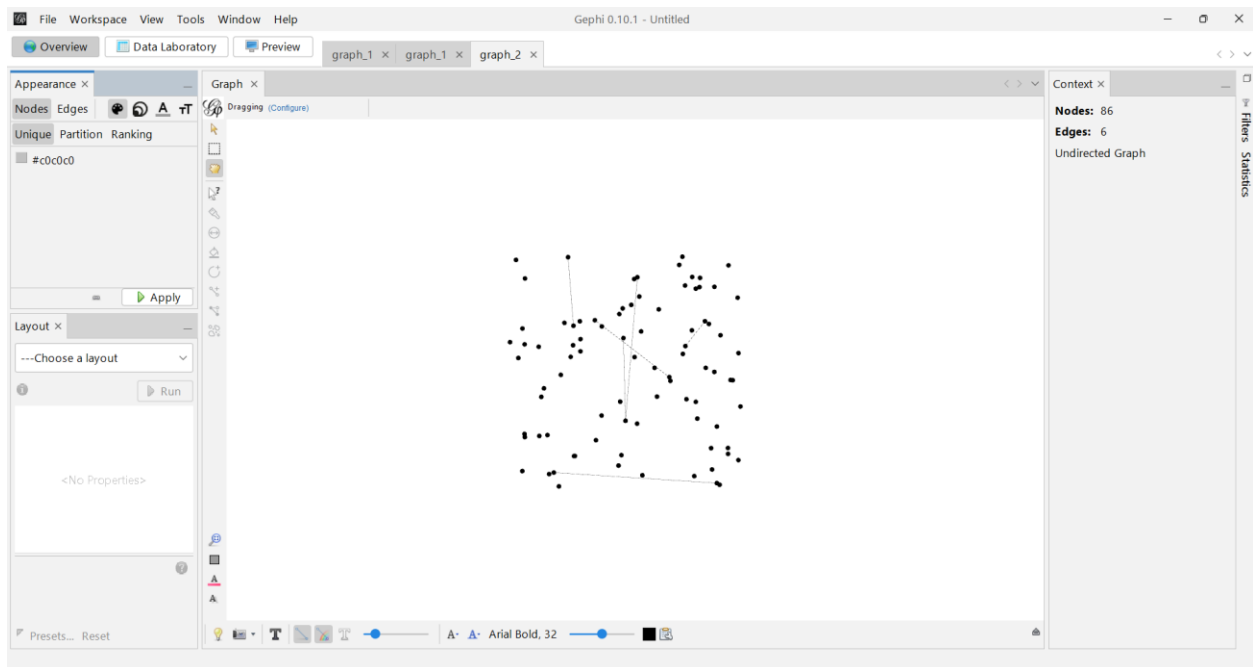 File Workspace View Tools Window Help
Gephi 0.10.1 - Untitled
Overview
Data Laboratory
Preview
graph_1 ×
graph_1 ×
graph_2 ×
Appearance ×
Nodes Edges
Unique Partition Ranking
#c0c0c0
Apply
Layout ×
---Choose a layout
Run
<No Properties>
Presets... Reset
Graph ×
Dragging (Configure)
A- A- Arial Bold, 32
Context ×
Nodes: 86
Edges: 6
Undirected Graph
Filters
Statistics